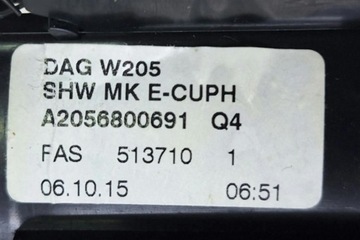 DAG W205
SHW MK E-CUPH
A2056800691 Q4
FAS 513710 1
06.10.15 06:51